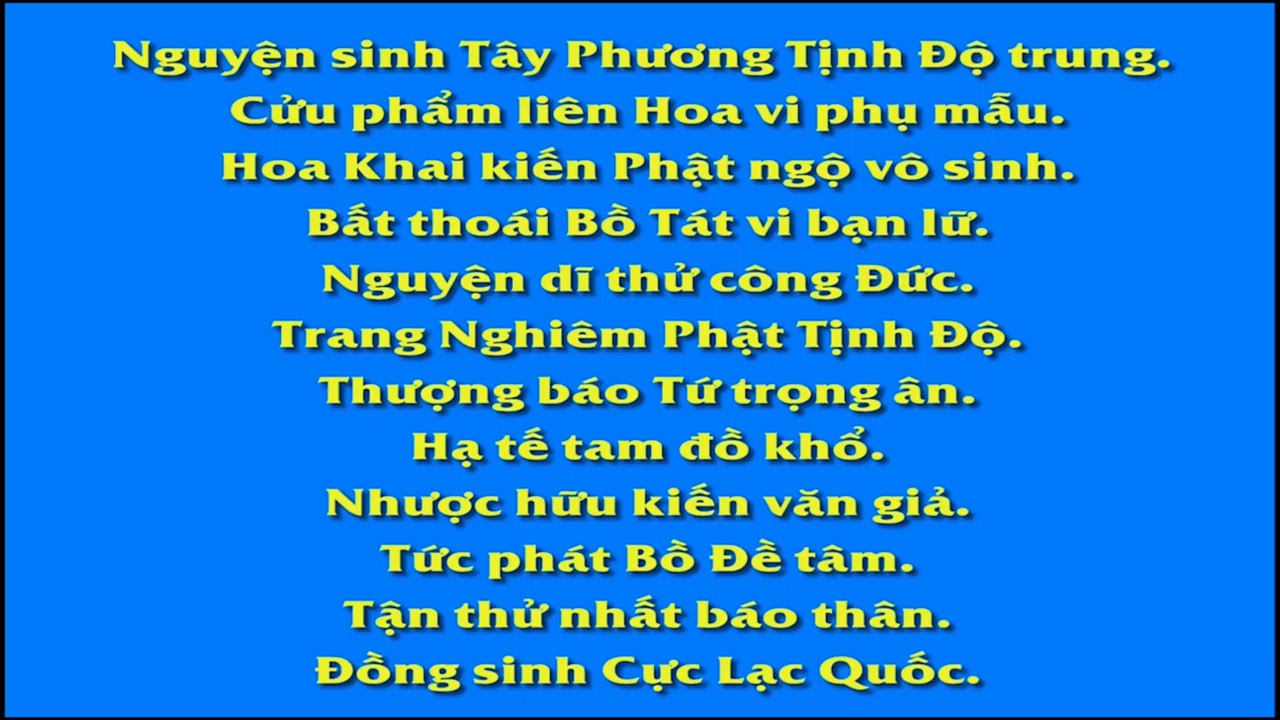 Nguyện sinh Tây Phương Tịnh Độ trung.
Cửu phẩm liên Hoa vi phụ mẫu.
Hoa Khai kiến Phật ngộ vô sinh.
Bất thoái Bồ Tát vi bạn lữ.
Nguyện dĩ thử công Đức.
Trang Nghiêm Phật Tịnh Độ.
Thượng báo Tứ trọng ân.
Hạ tế tam đồ khổ.
Nhược hữu kiến văn giả.
Tức phát Bồ Đề tâm.
Tận thử nhất báo thân.
Đồng sinh Cực Lạc Quốc.